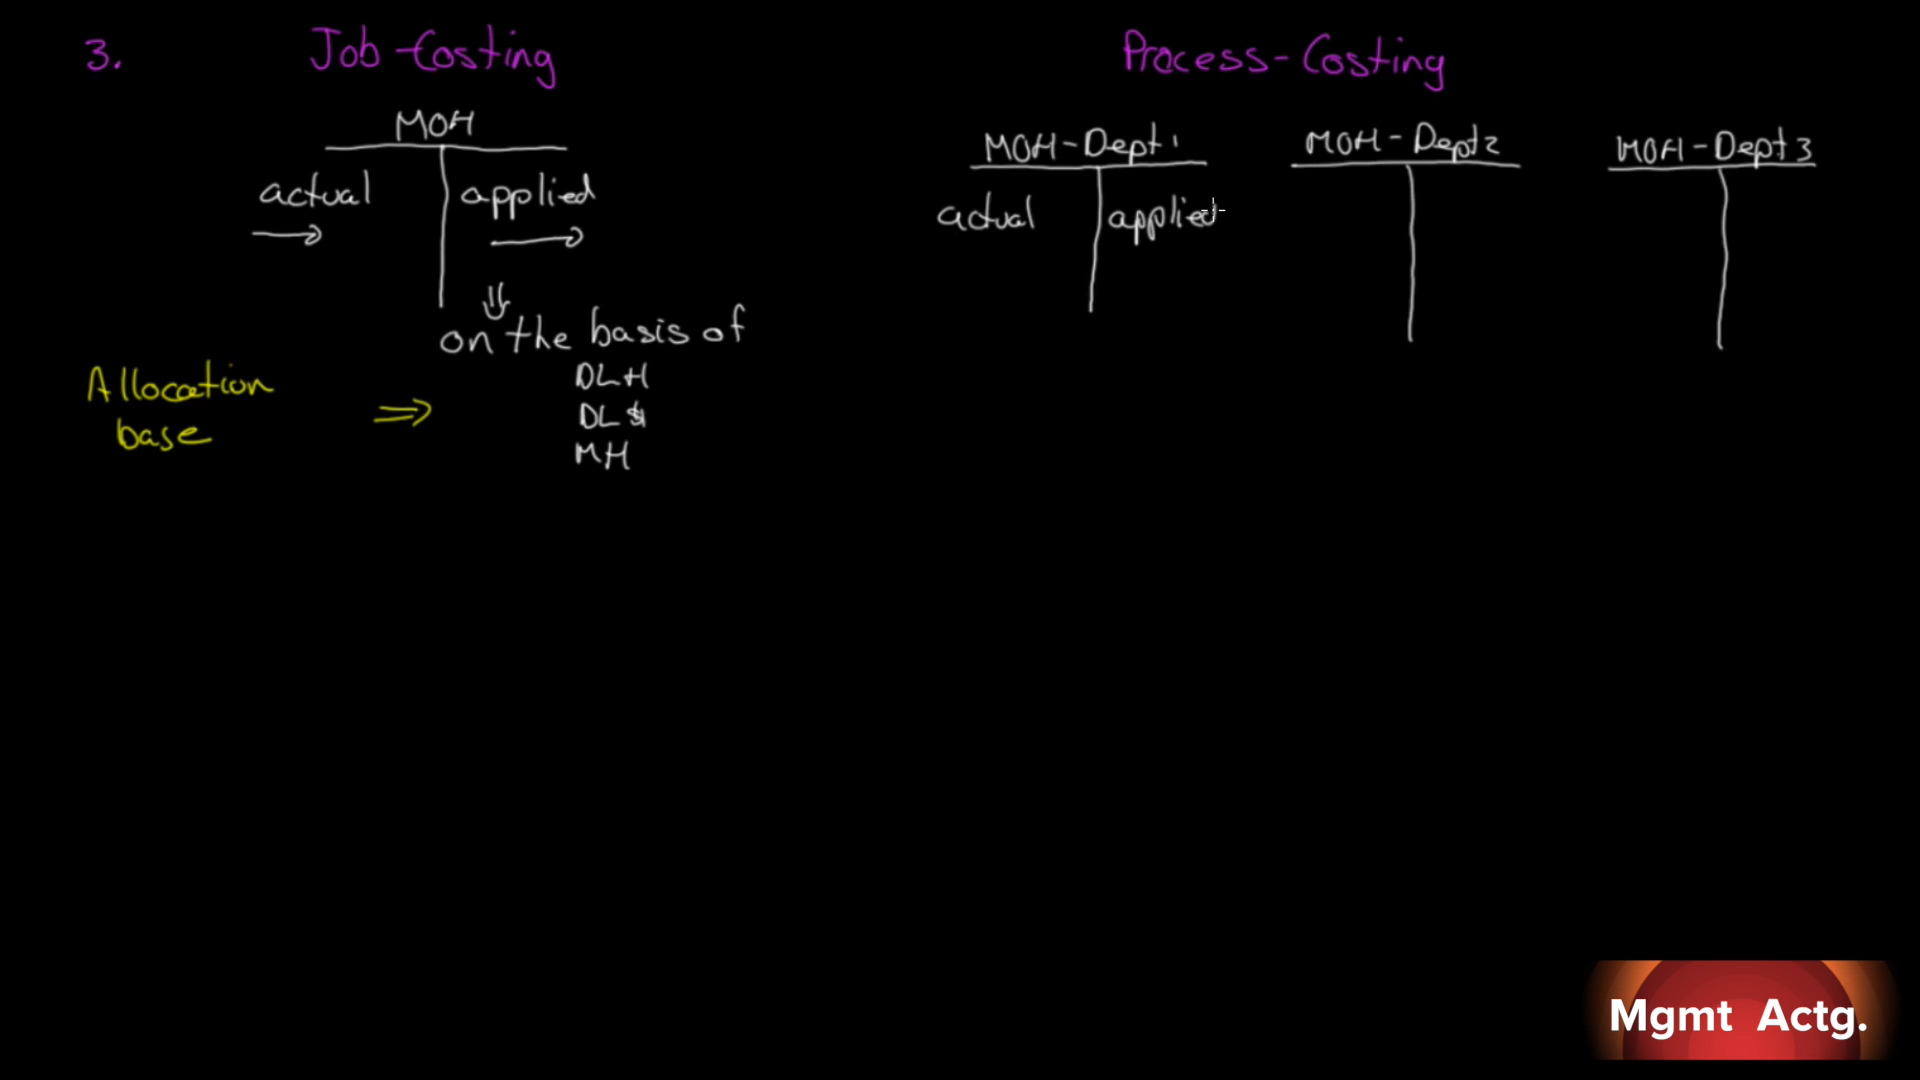 3. Job-Costing
MOH
actual applied
on the basis of
DLH
DL$
MH
Allocation
base
Process-Costing
MOH-Dept 1 MOH-Dept 2 MOH-Dept 3
actual applied
Mgmt Actg.